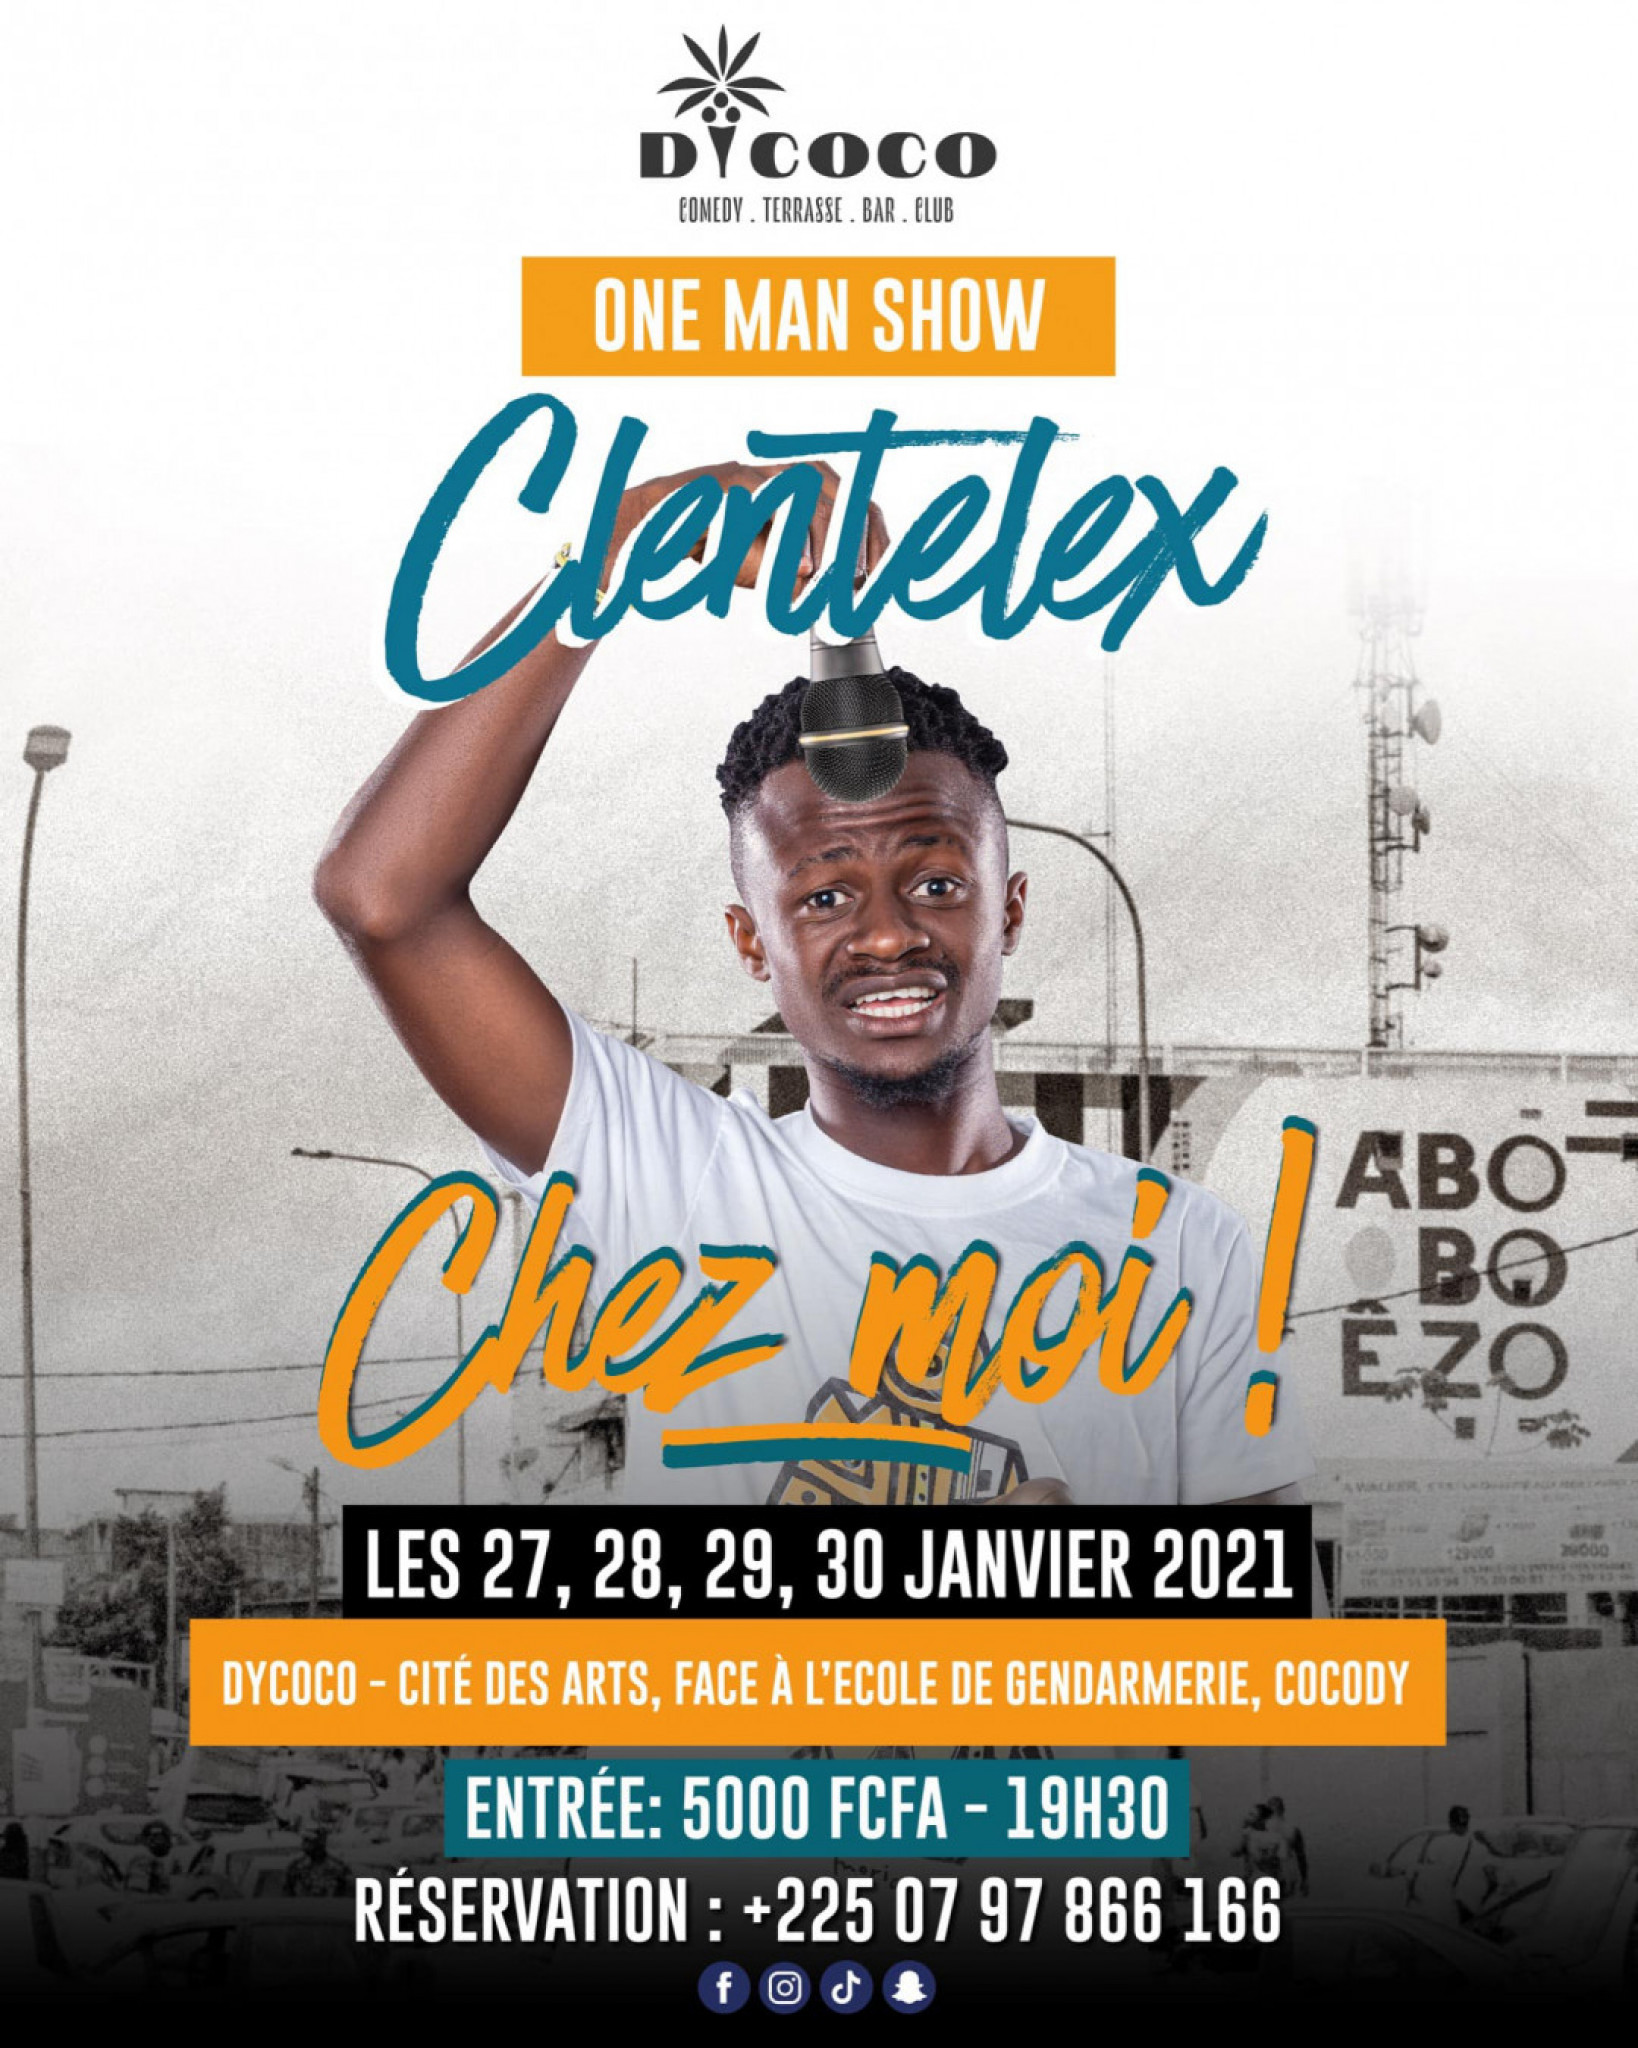 DYCOCO
COMEDY . TERRASSE . BAR . CLUB
ONE MAN SHOW
Clentelex
Chez moi !
ABO
BO
ÊZO
LES 27, 28, 29, 30 JANVIER 2021
DYCOCO - CITÉ DES ARTS, FACE À L'ECOLE DE GENDARMERIE, COCODY
ENTRÉE: 5000 FCFA - 19H30
RÉSERVATION : +225 07 97 866 166